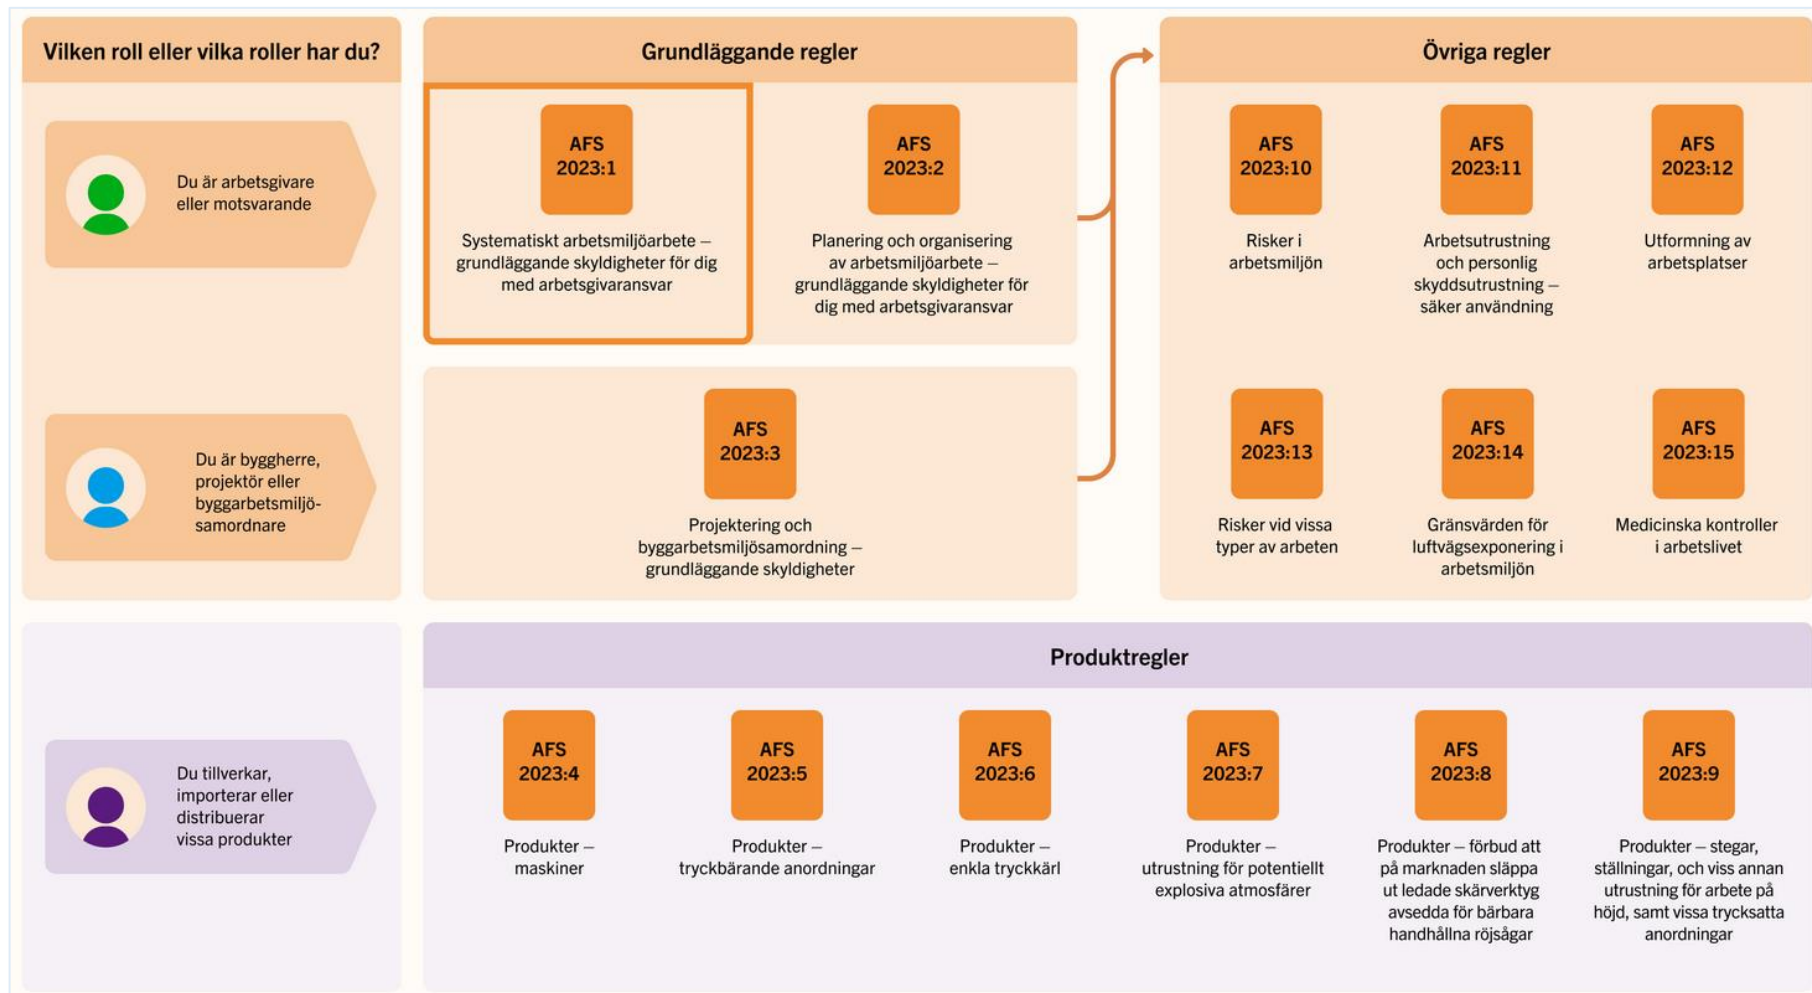 Vilken roll eller vilka roller har du?
Grundläggande regler
Övriga regler
Du är arbetsgivare
eller motsvarande
AFS
2023:1
Systematiskt arbetsmiljöarbete –
grundläggande skyldigheter för dig
med arbetsgivaransvar
AFS
2023:2
Planering och organisering
av arbetsmiljöarbete –
grundläggande skyldigheter för
dig med arbetsgivaransvar
AFS
2023:10
Risker i
arbetsmiljön
AFS
2023:11
Arbetsutrustning
och personlig
skyddsutrustning –
säker användning
AFS
2023:12
Utformning av
arbetsplatser
Du är byggherre,
projektör eller
byggarbetsmiljö-
samordnare
AFS
2023:3
Projektering och
byggarbetsmiljösamordning –
grundläggande skyldigheter
AFS
2023:13
Risker vid vissa
typer av arbeten
AFS
2023:14
Gränsvärden för
luftvägsexponering i
arbetsmiljön
AFS
2023:15
Medicinska kontroller
i arbetslivet
Produktregler
Du tillverkar,
importerar eller
distribuerar
vissa produkter
AFS
2023:4
Produkter –
maskiner
AFS
2023:5
Produkter –
tryckbärande anordningar
AFS
2023:6
Produkter –
enkla tryckkärl
AFS
2023:7
Produkter –
utrustning för potentiellt
explosiva atmosfärer
AFS
2023:8
Produkter – förbud att
på marknaden släppa
ut ledade skärverktyg
avsedda för bärbara
handhållna röjsågar
AFS
2023:9
Produkter – stegar,
ställningar, och viss annan
utrustning för arbete på
höjd, samt vissa trycksatta
anordningar